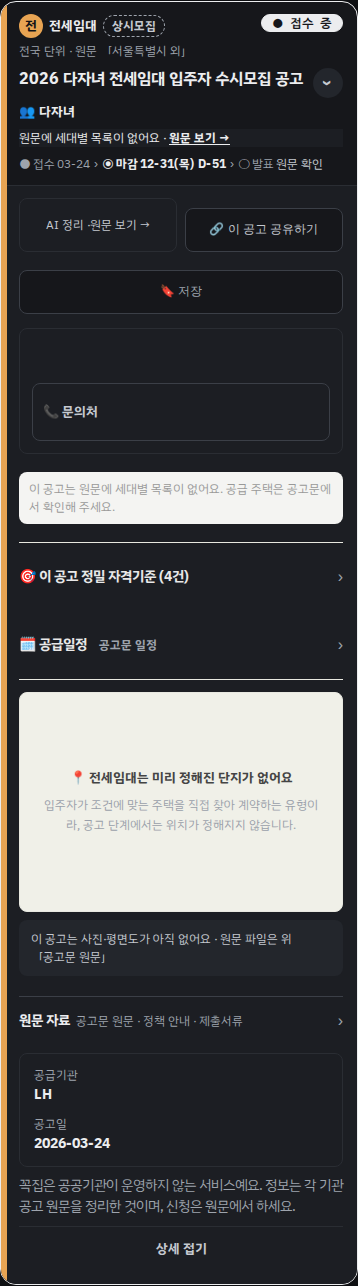 전 전세임대 상시모집 ● 접수 중
전국 단위 · 원문 「서울특별시 외」
2026 다자녀 전세임대 입주자 수시모집 공고
👥 다자녀
원문에 세대별 목록이 없어요 · 원문 보기 →
● 접수 03-24 › ◉ 마감 12-31(목) D-51 › ○ 발표 원문 확인
AI 정리 ·원문 보기 →
🔗 이 공고 공유하기
🔖 저장
📞 문의처
이 공고는 원문에 세대별 목록이 없어요. 공급 주택은 공고문에
서 확인해 주세요.
🎯 이 공고 정밀 자격기준 (4건) ›
🗓️ 공급일정 공고문 일정 ›
📍 전세임대는 미리 정해진 단지가 없어요
입주자가 조건에 맞는 주택을 직접 찾아 계약하는 유형이
라, 공고 단계에서는 위치가 정해지지 않습니다.
이 공고는 사진·평면도가 아직 없어요 · 원문 파일은 위
「공고문 원문」
원문 자료 공고문 원문 · 정책 안내 · 제출서류 ›
공급기관
LH
공고일
2026-03-24
꼭집은 공공기관이 운영하지 않는 서비스예요. 정보는 각 기관
공고 원문을 정리한 것이며, 신청은 원문에서 하세요.
상세 접기